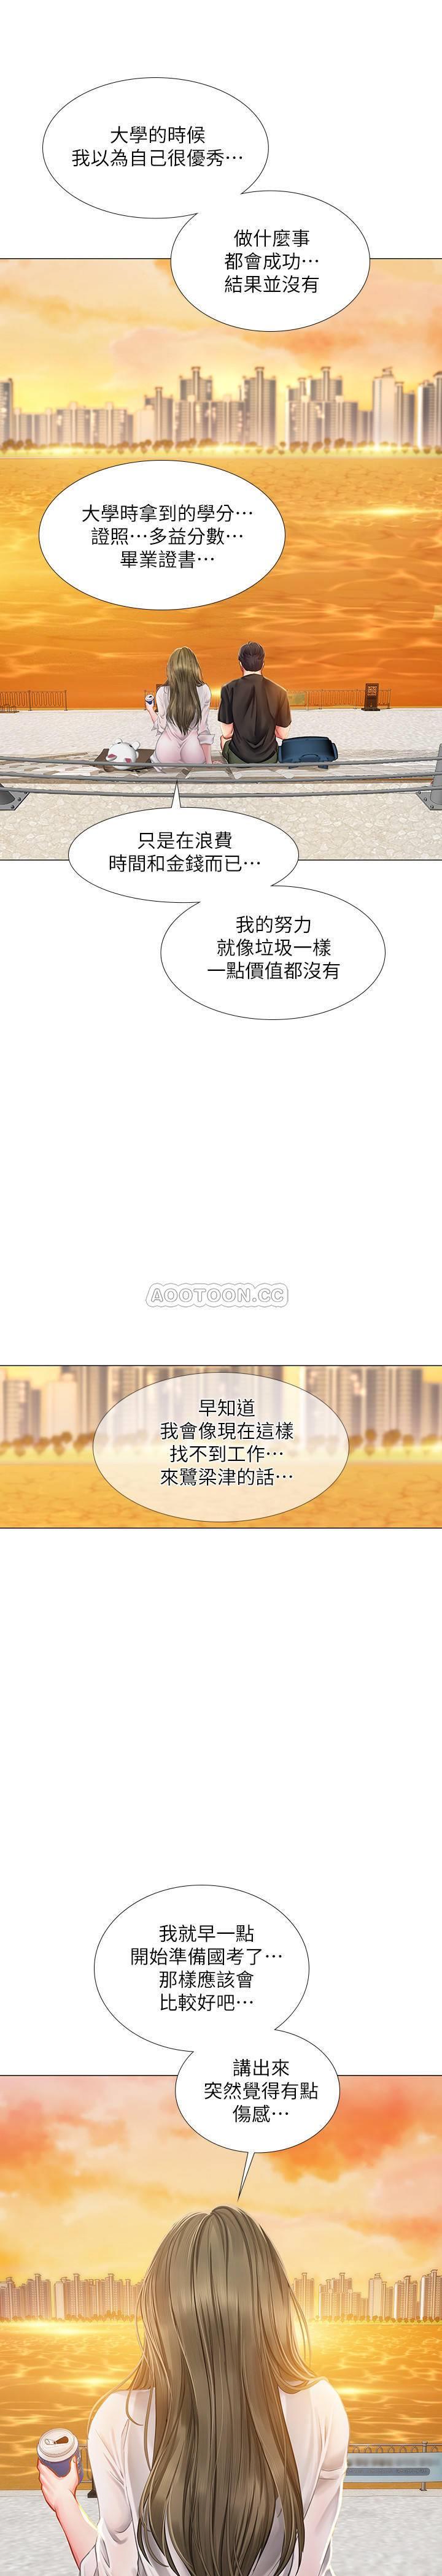 大學的時候
我以為自己很優秀…
做什麼事
都會成功…
結果並沒有
大學時拿到的學分…
證照…多益分數…
畢業證書…
只是在浪費
時間和金錢而已…
我的努力
就像垃圾一樣
一點價值都沒有
AOOTOON.CC
早知道
我會像現在這樣
找不到工作…
來鷺梁津的話…
我就早一點
開始準備國考了…
那樣應該會
比較好吧…
講出來
突然覺得有點
傷感…